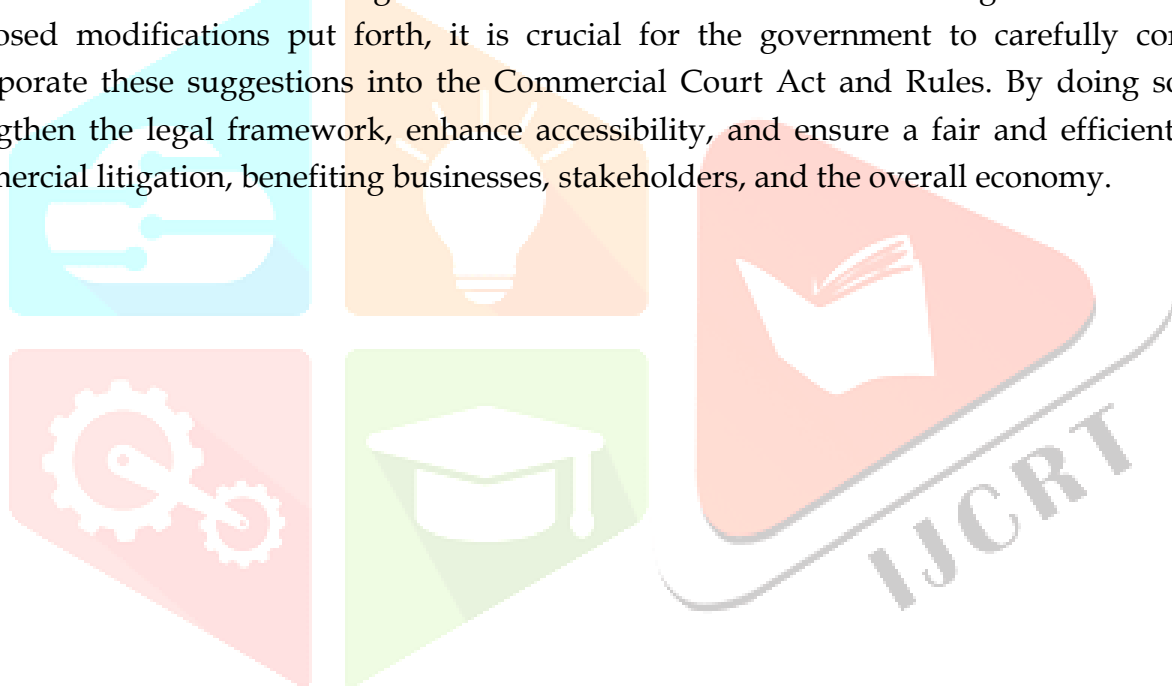 osed modifications put forth, it is crucial for the government to carefully con
porate these suggestions into the Commercial Court Act and Rules. By doing so
gthen the legal framework, enhance accessibility, and ensure a fair and efficient
ercial litigation, benefiting businesses, stakeholders, and the overall economy.
IJCRT